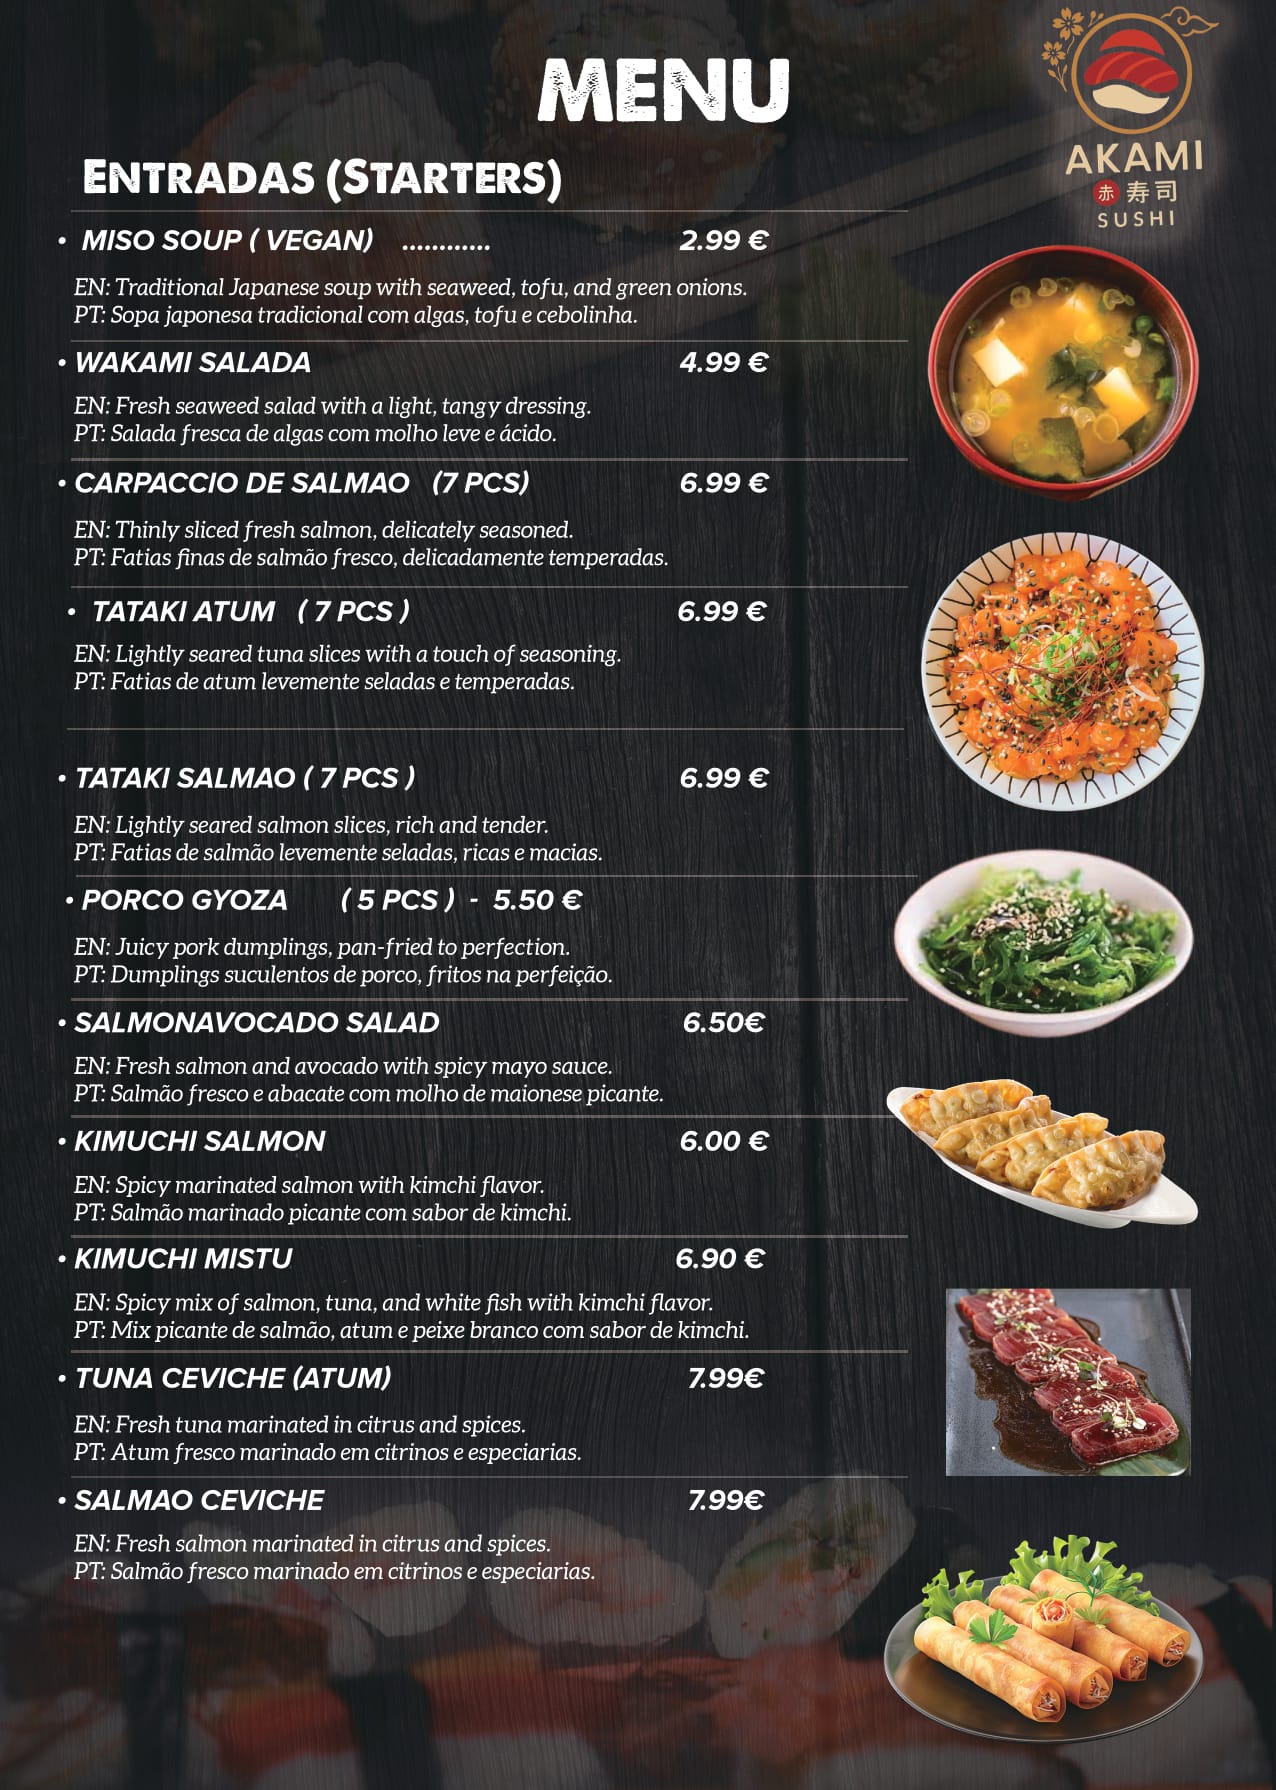 MENU
AKAMI
赤 寿司
SUSHI
ENTRADAS (STARTERS)
• MISO SOUP ( VEGAN) ............ 2.99 €
EN: Traditional Japanese soup with seaweed, tofu, and green onions.
PT: Sopa japonesa tradicional com algas, tofu e cebolinha.
• WAKAMI SALADA 4.99 €
EN: Fresh seaweed salad with a light, tangy dressing.
PT: Salada fresca de algas com molho leve e ácido.
• CARPACCIO DE SALMAO (7 PCS) 6.99 €
EN: Thinly sliced fresh salmon, delicately seasoned.
PT: Fatias finas de salmão fresco, delicadamente temperadas.
• TATAKI ATUM ( 7 PCS ) 6.99 €
EN: Lightly seared tuna slices with a touch of seasoning.
PT: Fatias de atum levemente seladas e temperadas.
• TATAKI SALMAO ( 7 PCS ) 6.99 €
EN: Lightly seared salmon slices, rich and tender.
PT: Fatias de salmão levemente seladas, ricas e macias.
• PORCO GYOZA ( 5 PCS ) - 5.50 €
EN: Juicy pork dumplings, pan-fried to perfection.
PT: Dumplings suculentos de porco, fritos na perfeição.
• SALMONAVOCADO SALAD 6.50€
EN: Fresh salmon and avocado with spicy mayo sauce.
PT: Salmão fresco e abacate com molho de maionese picante.
• KIMUCHI SALMON 6.00 €
EN: Spicy marinated salmon with kimchi flavor.
PT: Salmão marinado picante com sabor de kimchi.
• KIMUCHI MISTU 6.90 €
EN: Spicy mix of salmon, tuna, and white fish with kimchi flavor.
PT: Mix picante de salmão, atum e peixe branco com sabor de kimchi.
• TUNA CEVICHE (ATUM) 7.99€
EN: Fresh tuna marinated in citrus and spices.
PT: Atum fresco marinado em citrinos e especiarias.
• SALMAO CEVICHE 7.99€
EN: Fresh salmon marinated in citrus and spices.
PT: Salmão fresco marinado em citrinos e especiarias.